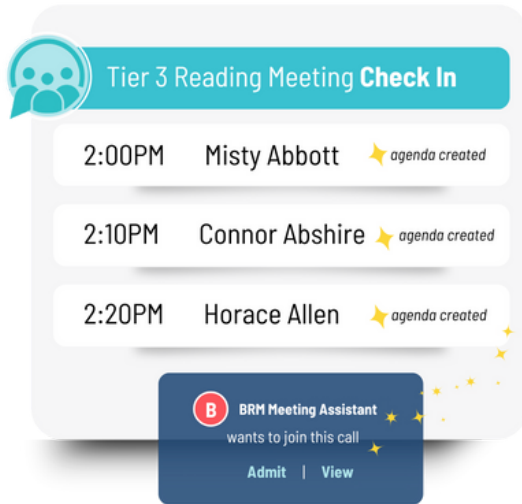 Tier 3 Reading Meeting Check In
2:00PM Misty Abbott agenda created
2:10PM Connor Abshire agenda created
2:20PM Horace Allen agenda created
B BRM Meeting Assistant
wants to join this call
Admit | View